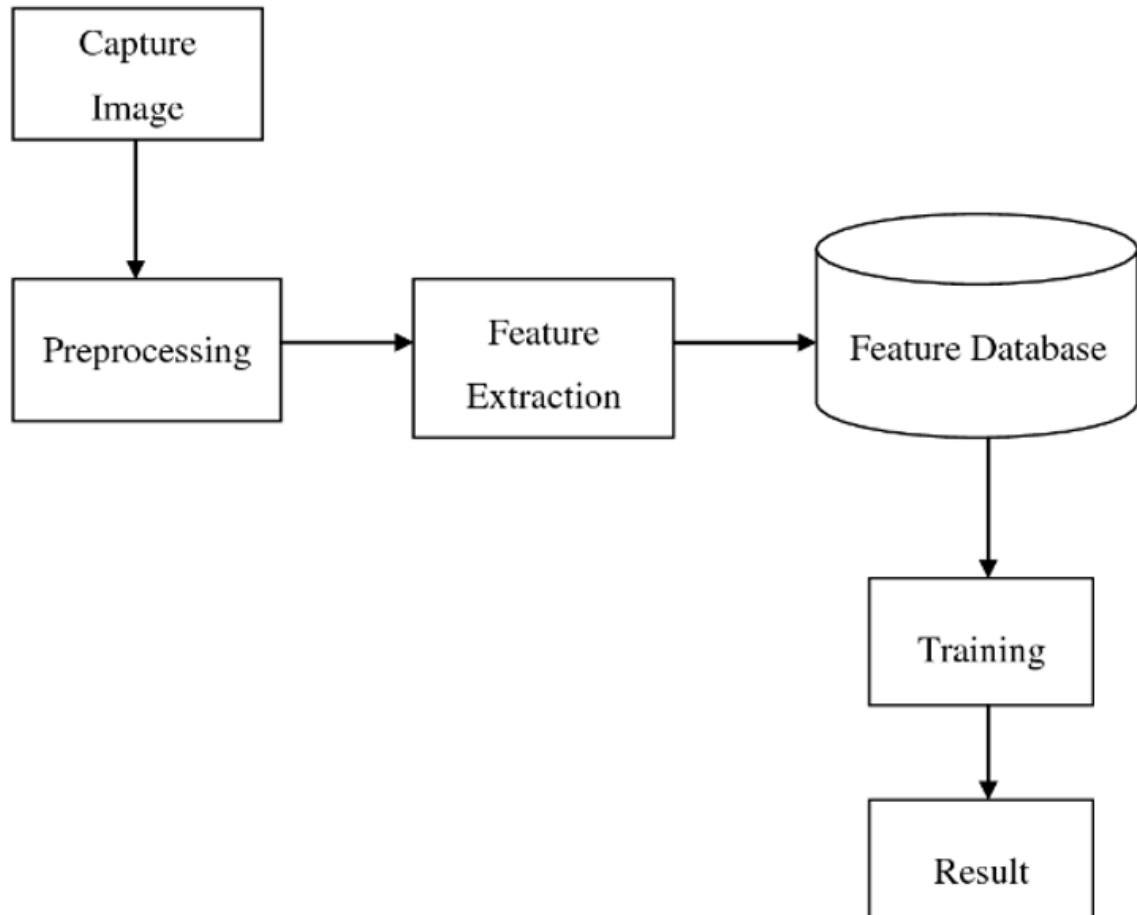 Capture
Image
Preprocessing
Feature
Extraction
Feature Database
Training
Result